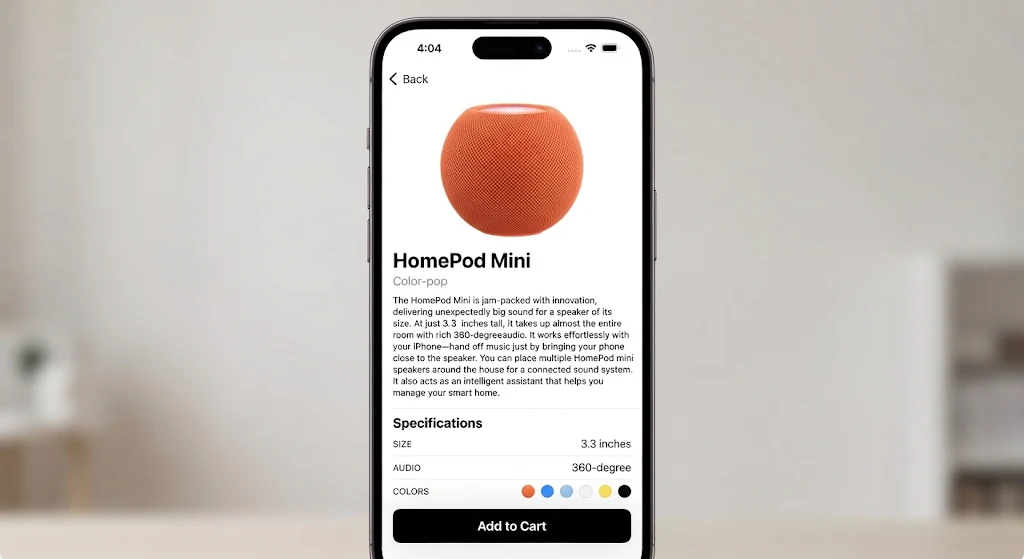 4:04
Back
HomePod Mini
Color-pop
The HomePod Mini is jam-packed with innovation,
delivering unexpectedly big sound for a speaker of its
size. At just 3.3  inches tall, it takes up almost the entire
room with rich 360-degreeaudio. It works effortlessly with
your iPhone—hand off music just by bringing your phone
close to the speaker. You can place multiple HomePod mini
speakers around the house for a connected sound system.
It also acts as an intelligent assistant that helps you
manage your smart home.
Specifications
SIZE 3.3 inches
AUDIO 360-degree
COLORS
Add to Cart